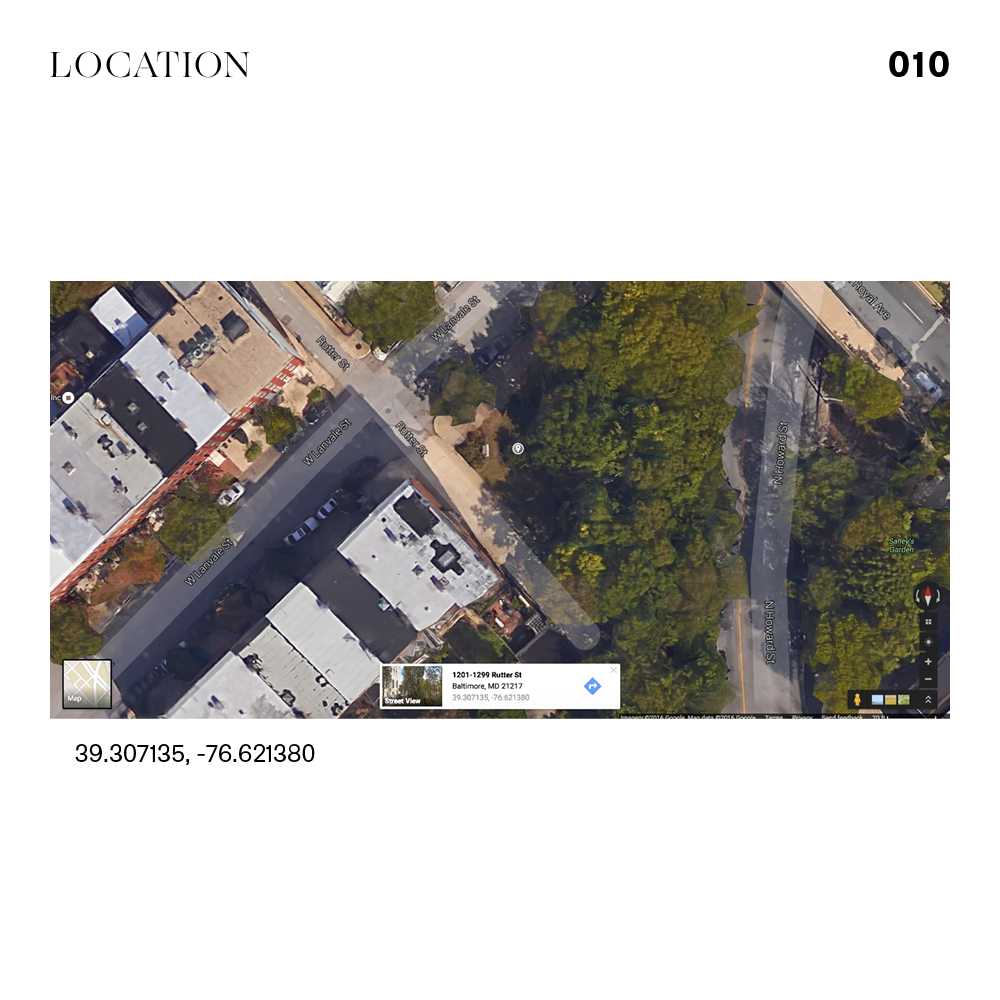 LOCATION
010
Royal Ave
W Lanvale St
Rutter St
Inc
W Lanvale St
Rutter St
N Howard St
W Lanvale St
Salley's
Garden
N Howard St
Map
Street View
1201-1299 Rutter St
Baltimore, MD 21217
39.307135, -76.621380
Imagery ©2016 Google, Map data ©2016 Google Terms Privacy Send feedback 20 ft
39.307135, -76.621380